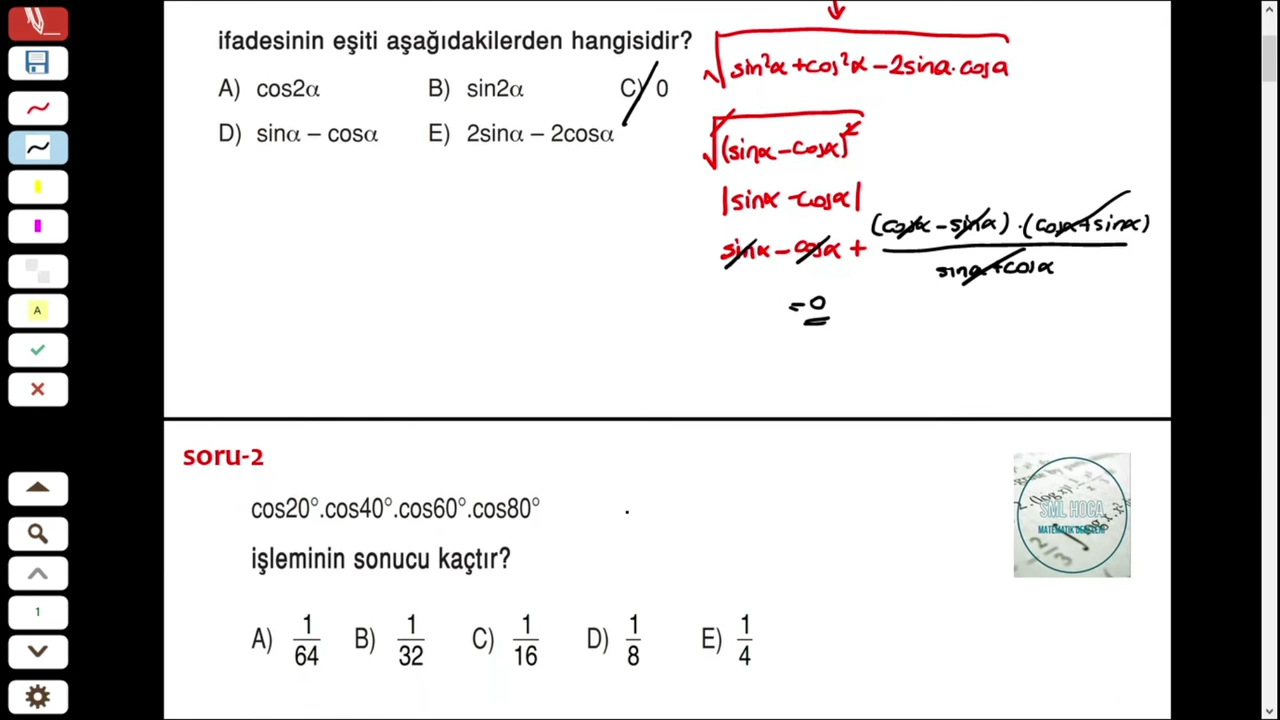 ifadesinin eşiti aşağıdakilerden hangisidir?
A) cos2α B) sin2α C) 0
D) sinα – cosα E) 2sinα – 2cosα
√sin²α+cos²α−2sinα.cosα
√(sinα−cosα)²
|sinα−cosα|
sinα − cosα + (cosα−sinα).(cosα+sinα)
sinα+cosα
=0
soru-2
cos20°.cos40°.cos60°.cos80°
işleminin sonucu kaçtır?
A) 1/64 B) 1/32 C) 1/16 D) 1/8 E) 1/4
SML HOCA
MATEMATİK DERSLERİ
A
1